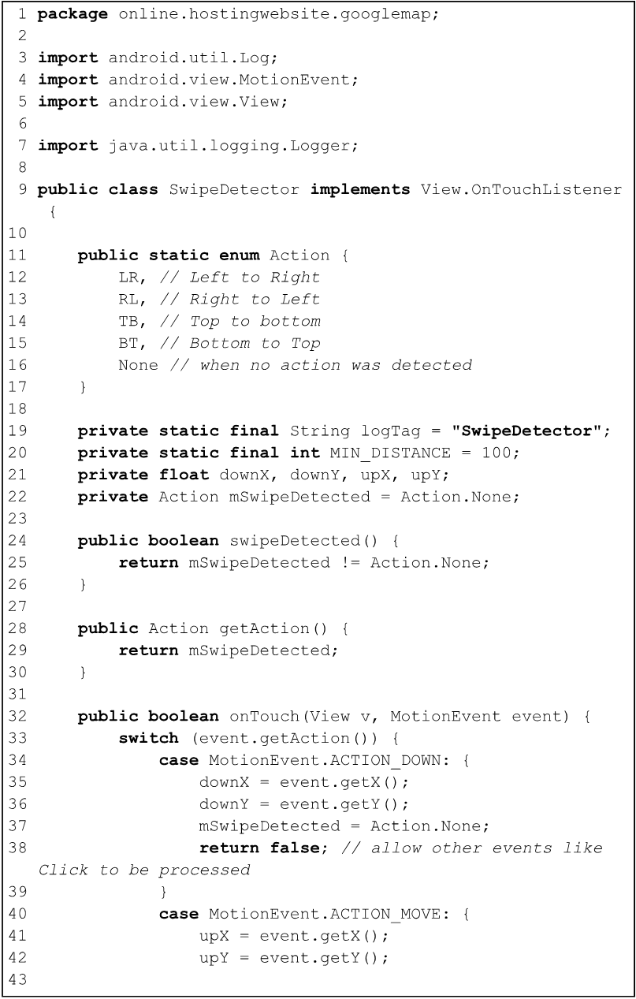 1 package online.hostingwebsite.googlemap;
2
3 import android.util.Log;
4 import android.view.MotionEvent;
5 import android.view.View;
6
7 import java.util.logging.Logger;
8
9 public class SwipeDetector implements View.OnTouchListener
{
10
11     public static enum Action {
12         LR, // Left to Right
13         RL, // Right to Left
14         TB, // Top to bottom
15         BT, // Bottom to Top
16         None // when no action was detected
17     }
18
19     private static final String logTag = "SwipeDetector";
20     private static final int MIN_DISTANCE = 100;
21     private float downX, downY, upX, upY;
22     private Action mSwipeDetected = Action.None;
23
24     public boolean swipeDetected() {
25         return mSwipeDetected != Action.None;
26     }
27
28     public Action getAction() {
29         return mSwipeDetected;
30     }
31
32     public boolean onTouch(View v, MotionEvent event) {
33         switch (event.getAction()) {
34             case MotionEvent.ACTION_DOWN: {
35                 downX = event.getX();
36                 downY = event.getY();
37                 mSwipeDetected = Action.None;
38                 return false; // allow other events like
Click to be processed
39             }
40             case MotionEvent.ACTION_MOVE: {
41                 upX = event.getX();
42                 upY = event.getY();
43